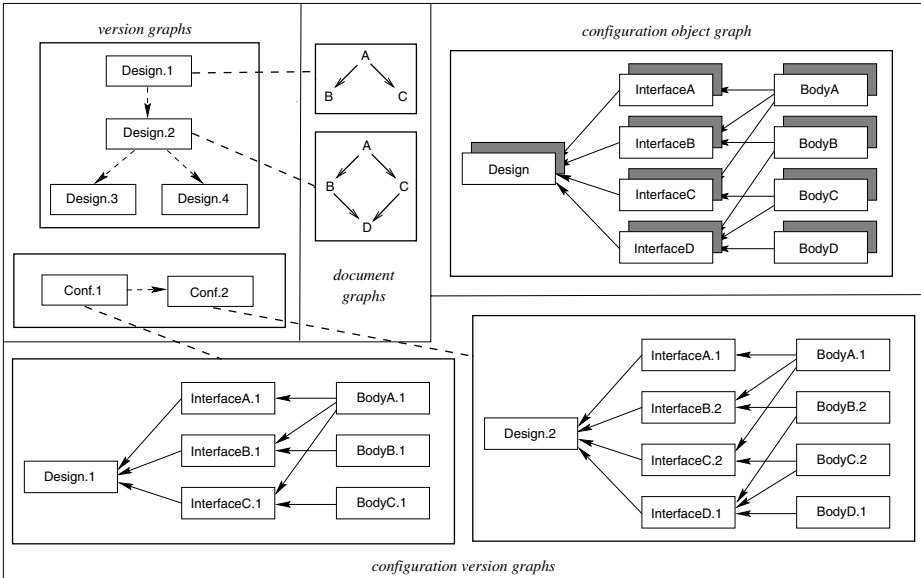 version graphs
Design.1
Design.2
Design.3
Design.4
Conf.1
Conf.2
A
B
C
A
B
C
D
document
graphs
configuration object graph
InterfaceA
BodyA
InterfaceB
BodyB
Design
InterfaceC
BodyC
InterfaceD
BodyD
InterfaceA.1
BodyA.1
InterfaceB.1
BodyB.1
Design.1
InterfaceC.1
BodyC.1
InterfaceA.1
BodyA.1
InterfaceB.2
BodyB.2
Design.2
InterfaceC.2
BodyC.2
InterfaceD.1
BodyD.1
configuration version graphs